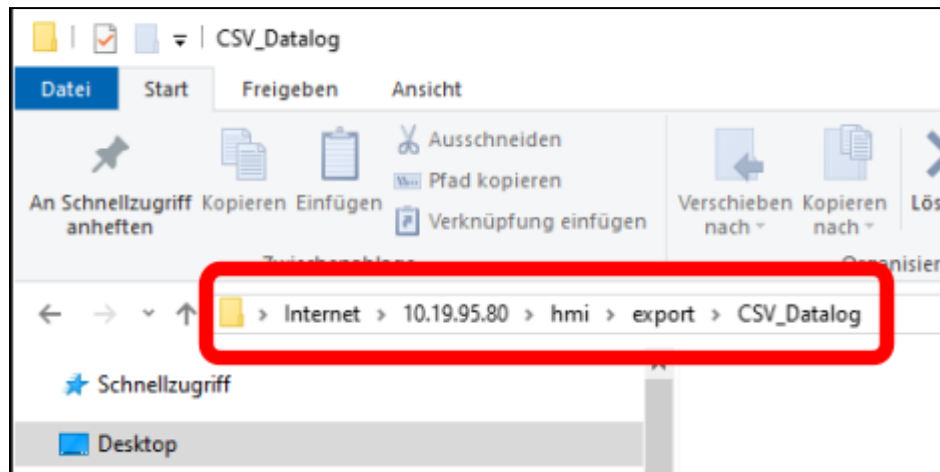 CSV_Datalog
Datei Start Freigeben Ansicht
Ausschneiden
Pfad kopieren
Verknüpfung einfügen
An Schnellzugriff anheften
Kopieren
Einfügen
Verschieben nach
Kopieren nach
Lös
Internet > 10.19.95.80 > hmi > export > CSV_Datalog
Schnellzugriff
Desktop